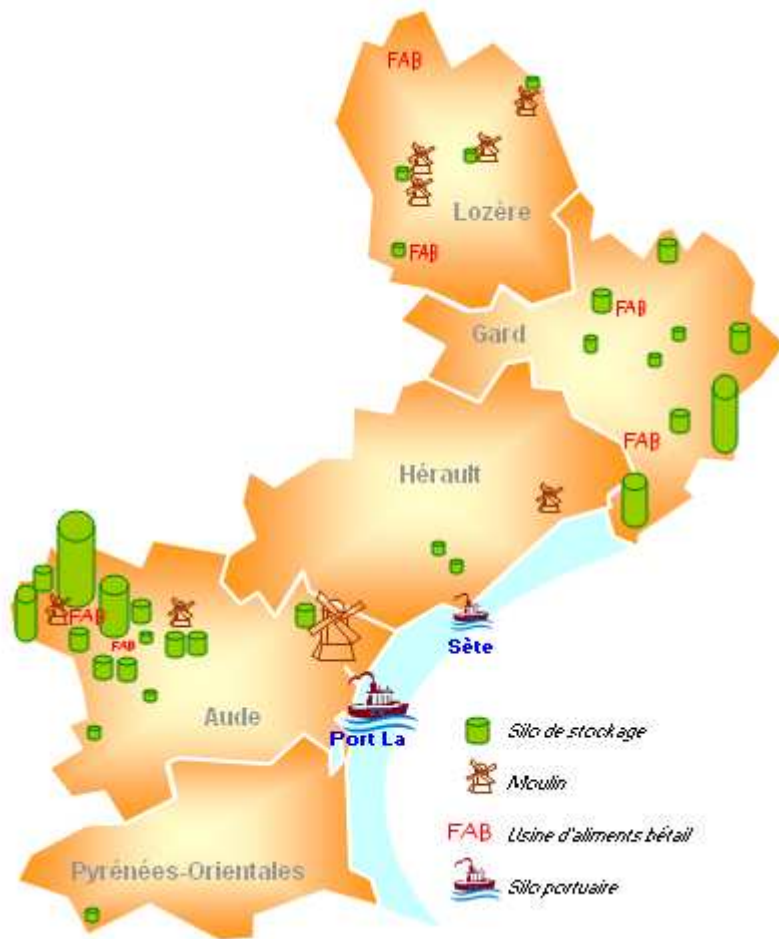 FAB
Lozère
FAB
FAB
Gard
FAB
Hérault
FAB
FAB
Sète
Aude
Port La
Silo de stockage
Moulin
FAB Usine d'aliments bétail
Pyrénées-Orientales
Silo portuaire